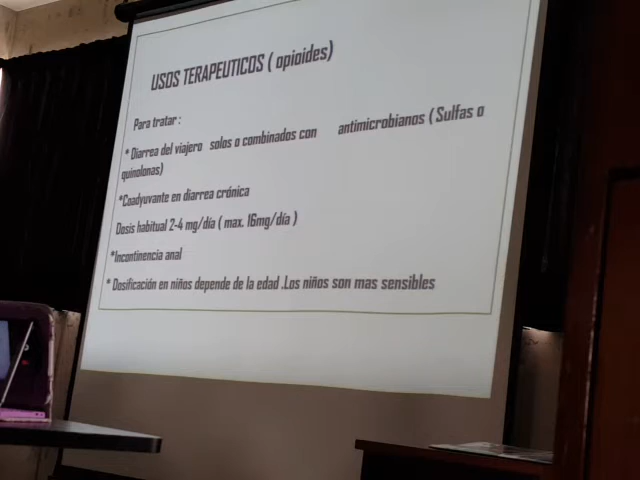 USOS TERAPEUTICOS ( opioides)
Para tratar :
* Diarrea del viajero solos o combinados con antimicrobianos ( Sulfas o
quinolonas)
*Coadyuvante en diarrea crónica
Dosis habitual 2-4 mg/día ( max. 16mg/día )
*Incontinencia anal
* Dosificación en niños depende de la edad .Los niños son mas sensibles